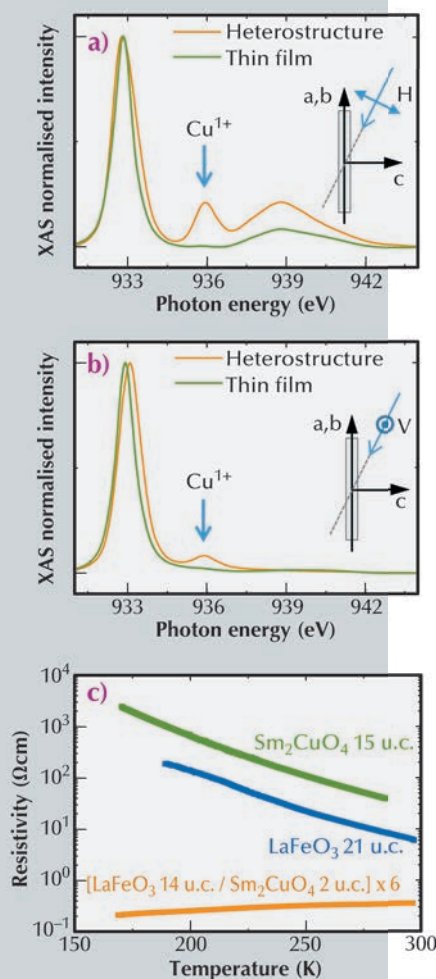 a)
Heterostructure
Thin film
Cu1+
a,b
H
c
XAS normalised intensity
933 936 939 942
Photon energy (eV)
b)
Heterostructure
Thin film
Cu1+
a,b
V
c
XAS normalised intensity
933 936 939 942
Photon energy (eV)
c)
10^4
10^3
10^2
10^1
10^0
10^-1
Resistivity (Ωcm)
Sm2CuO4 15 u.c.
LaFeO3 21 u.c.
[LaFeO3 14 u.c. / Sm2CuO4 2 u.c.] x 6
150 200 250 300
Temperature (K)